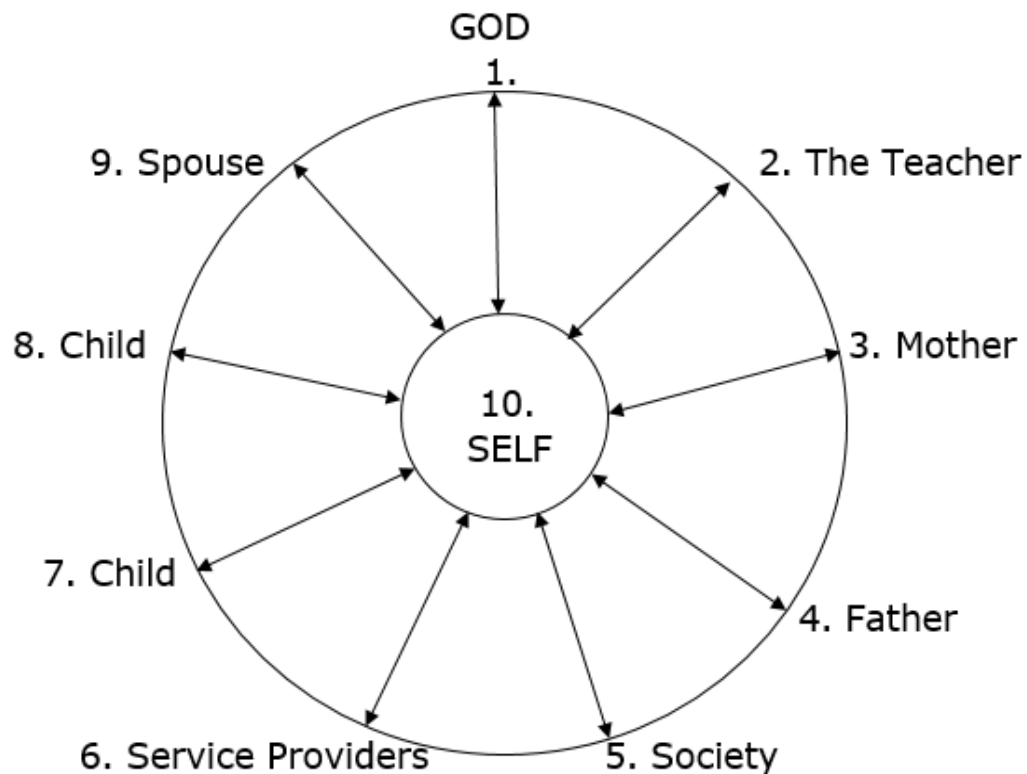 GOD
1.
2. The Teacher
3. Mother
4. Father
5. Society
6. Service Providers
7. Child
8. Child
9. Spouse
10.
SELF